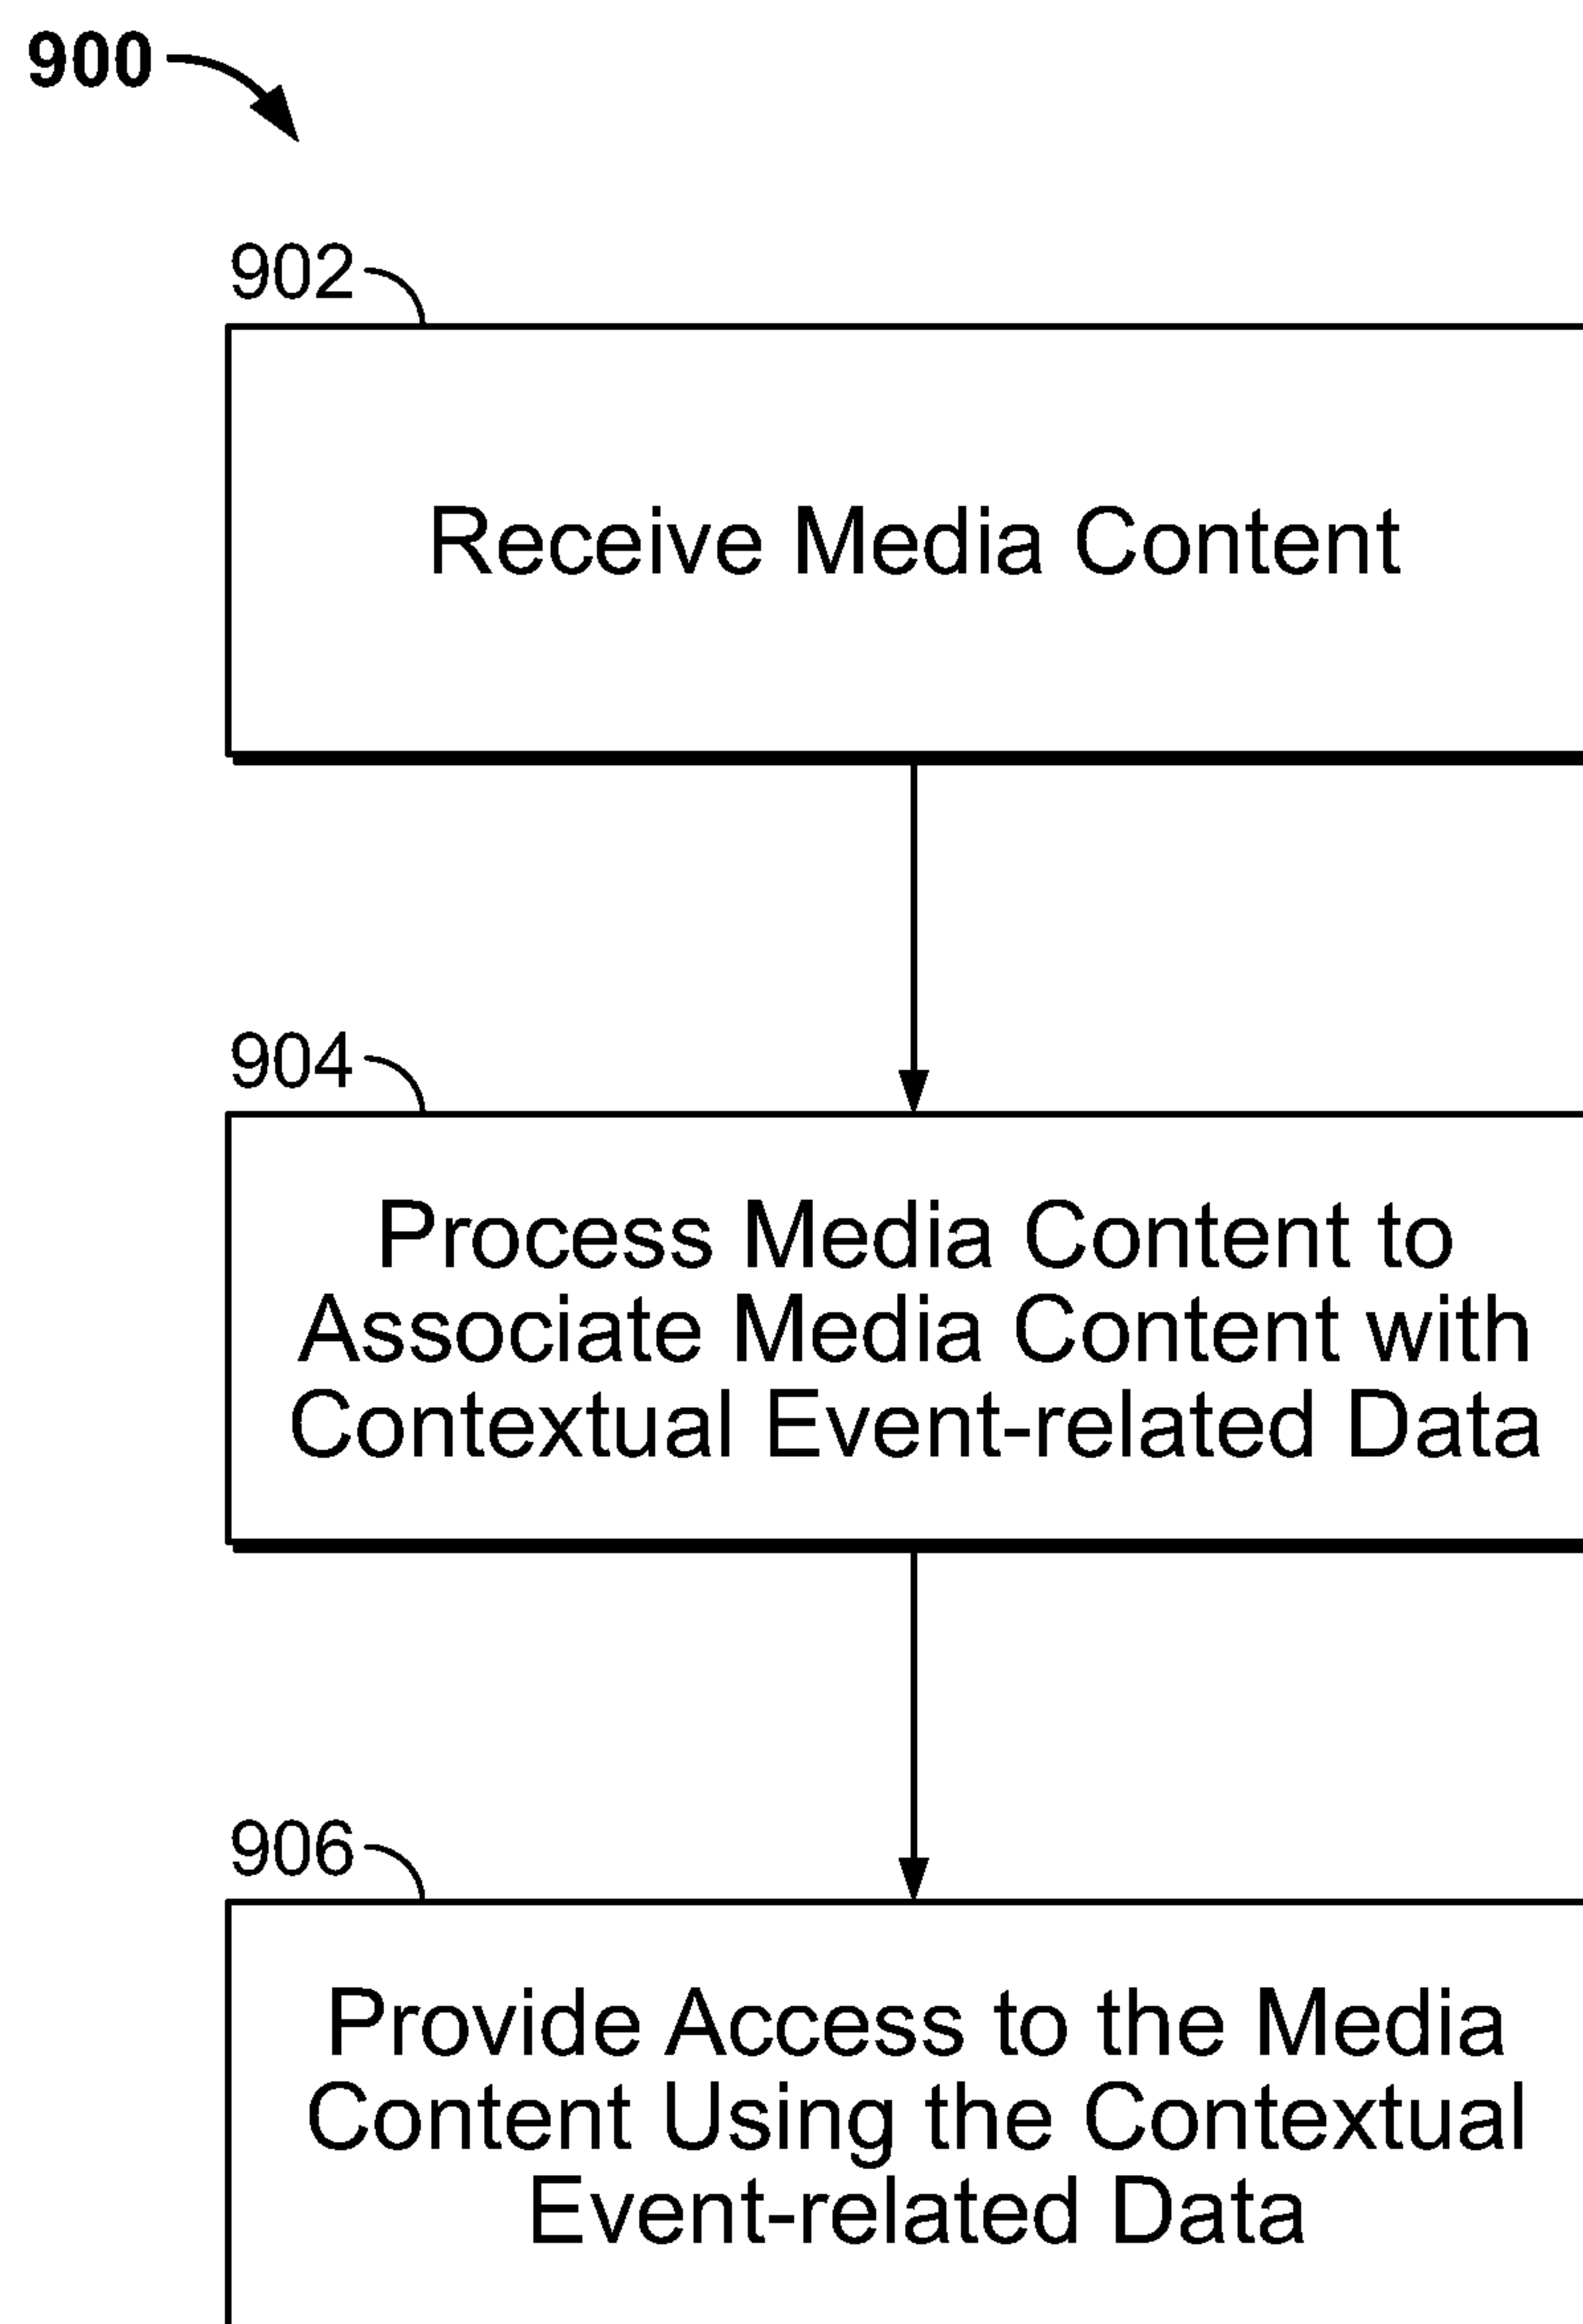 900
902
Receive Media Content
904
Process Media Content to
Associate Media Content with
Contextual Event-related Data
906
Provide Access to the Media
Content Using the Contextual
Event-related Data